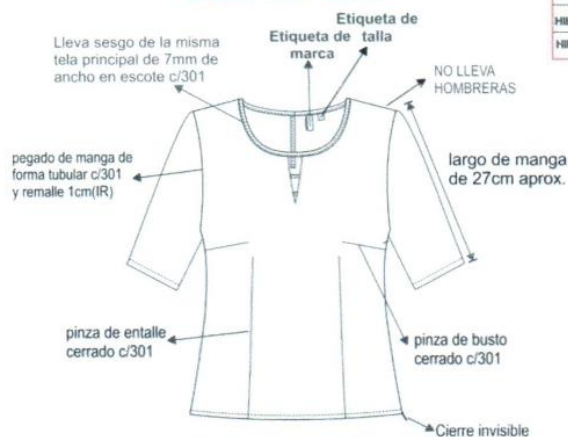 Etiqueta de
talla
Etiqueta de
marca
Lleva sesgo de la misma
tela principal de 7mm de
ancho en escote c/301
NO LLEVA
HOMBRERAS
pegado de manga de
forma tubular c/301
y remalle 1cm(IR)
largo de manga
de 27cm aprox.
pinza de entalle
cerrado c/301
pinza de busto
cerrado c/301
Cierre invisible